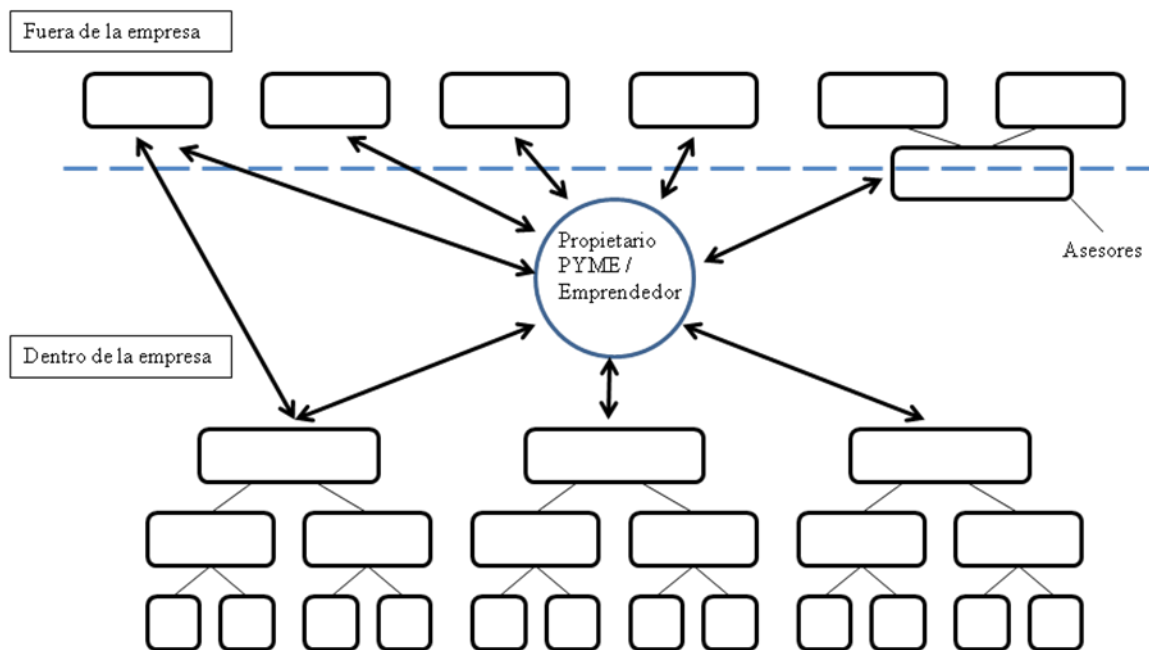 Fuera de la empresa
Propietario
PYME /
Emprendedor
Asesores
Dentro de la empresa